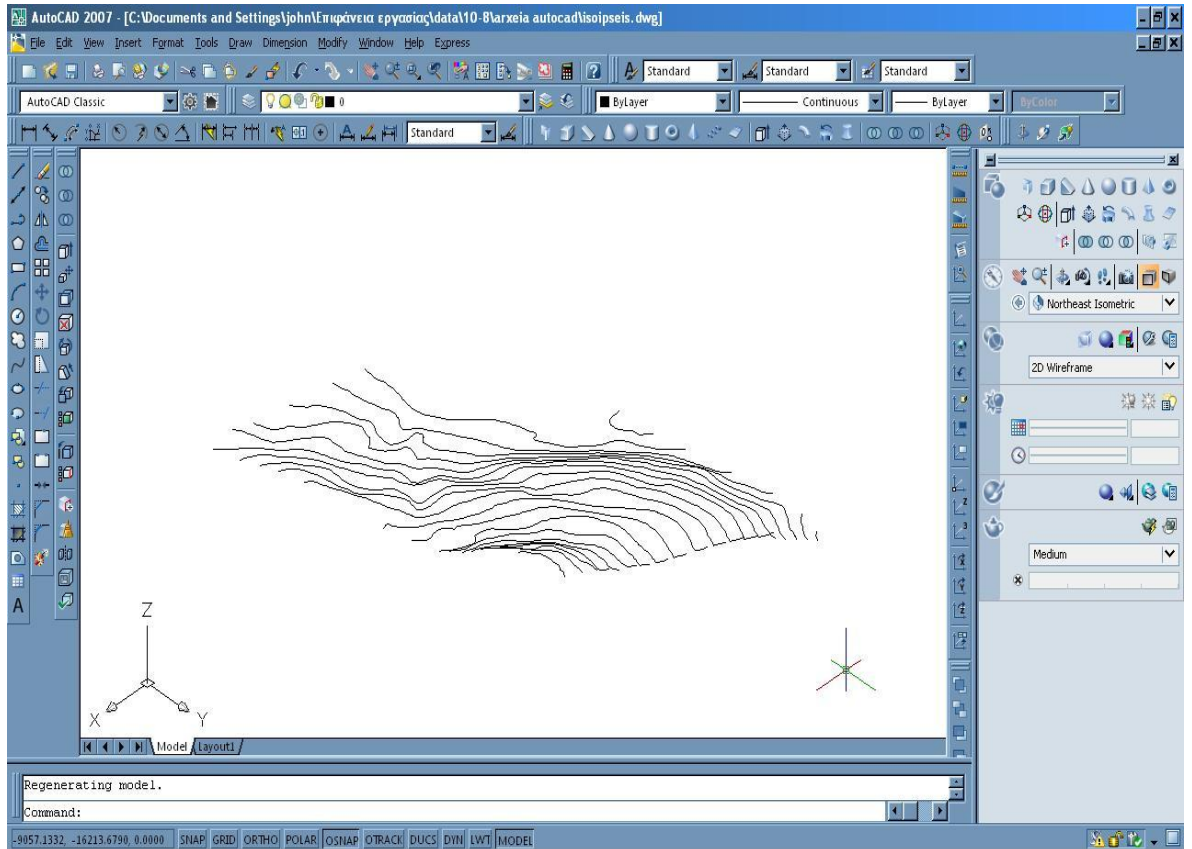 AutoCAD 2007 - [C:\Documents and Settings\john\Επιφάνεια εργασίας\data\10-8\arxeia autocad\isoipseis.dwg]
File Edit View Insert Format Tools Draw Dimension Modify Window Help Express
Standard Standard Standard
AutoCAD Classic 0 ByLayer Continuous ByLayer ByColor
Standard
Northeast Isometric
2D Wireframe
Medium
Z
X Y
Model Layout1
Regenerating model.
Command:
-9057.1332, -16213.6790, 0.0000 SNAP GRID ORTHO POLAR OSNAP OTRACK DUCS DYN LWT MODEL